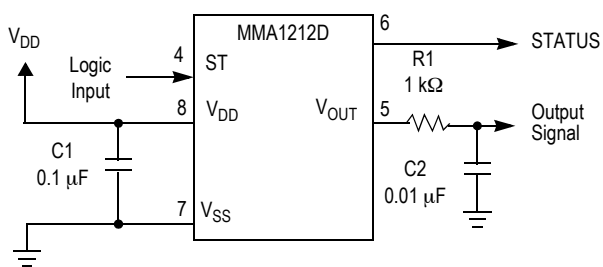 V_DD
Logic
Input
4
ST
MMA1212D
6
STATUS
R1
1 kΩ
8
V_DD
V_OUT
5
Output
Signal
C1
0.1 μF
C2
0.01 μF
7
V_SS